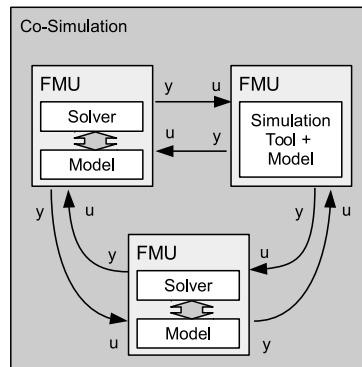 Co-Simulation
FMU
Solver
Model
y u
u y
FMU
Simulation
Tool +
Model
y u
y u
y u
u y
FMU
Solver
Model